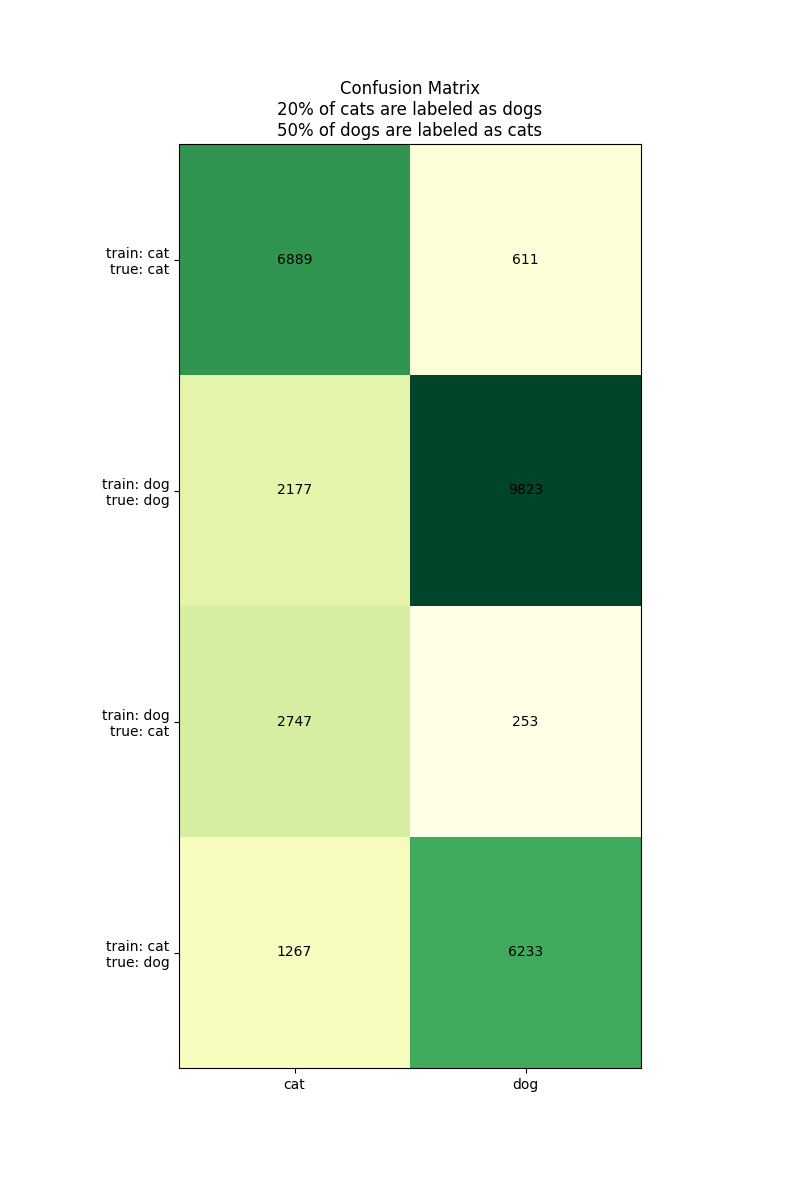 Confusion Matrix
20% of cats are labeled as dogs
50% of dogs are labeled as cats
train: cat
true: cat
6889
611
train: dog
true: dog
2177
9823
train: dog
true: cat
2747
253
train: cat
true: dog
1267
6233
cat
dog